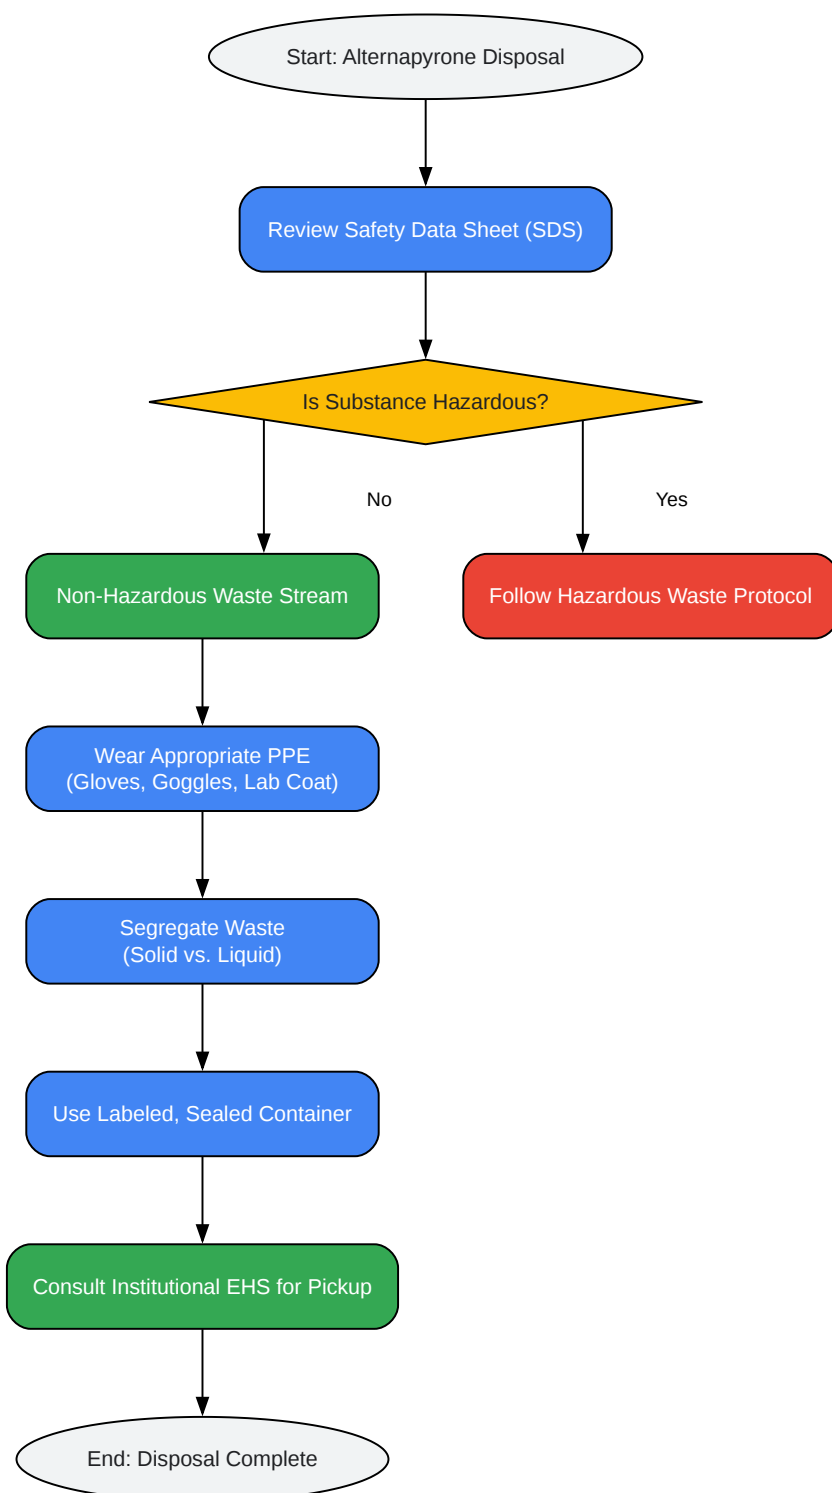 Start: Alternapyrone Disposal
Review Safety Data Sheet (SDS)
Is Substance Hazardous?
No
Yes
Non-Hazardous Waste Stream
Follow Hazardous Waste Protocol
Wear Appropriate PPE
(Gloves, Goggles, Lab Coat)
Segregate Waste
(Solid vs. Liquid)
Use Labeled, Sealed Container
Consult Institutional EHS for Pickup
End: Disposal Complete